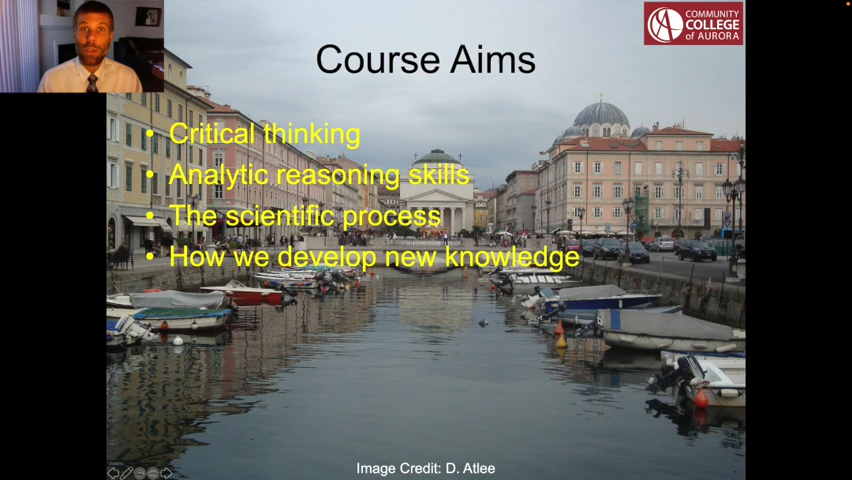 COMMUNITY
COLLEGE
of AURORA
Course Aims
• Critical thinking
• Analytic reasoning skills
• The scientific process
• How we develop new knowledge
Image Credit: D. Atlee